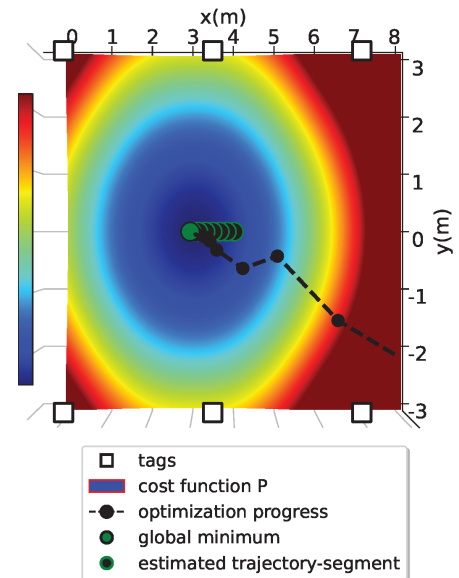 x(m)
0 1 2 3 4 5 6 7 8
3
2
1
0
y(m)
-1
-2
-3
tags
cost function P
optimization progress
global minimum
estimated trajectory-segment